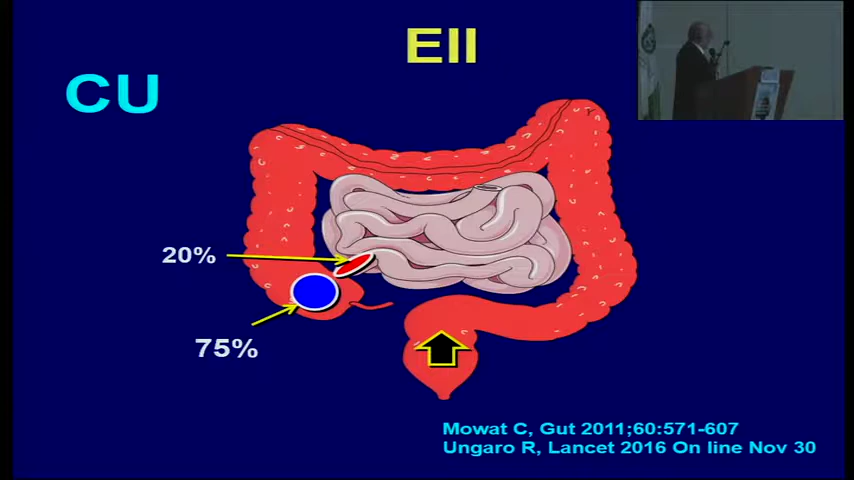 EII
CU
20%
75%
Mowat C, Gut 2011;60:571-607
Ungaro R, Lancet 2016 On line Nov 30